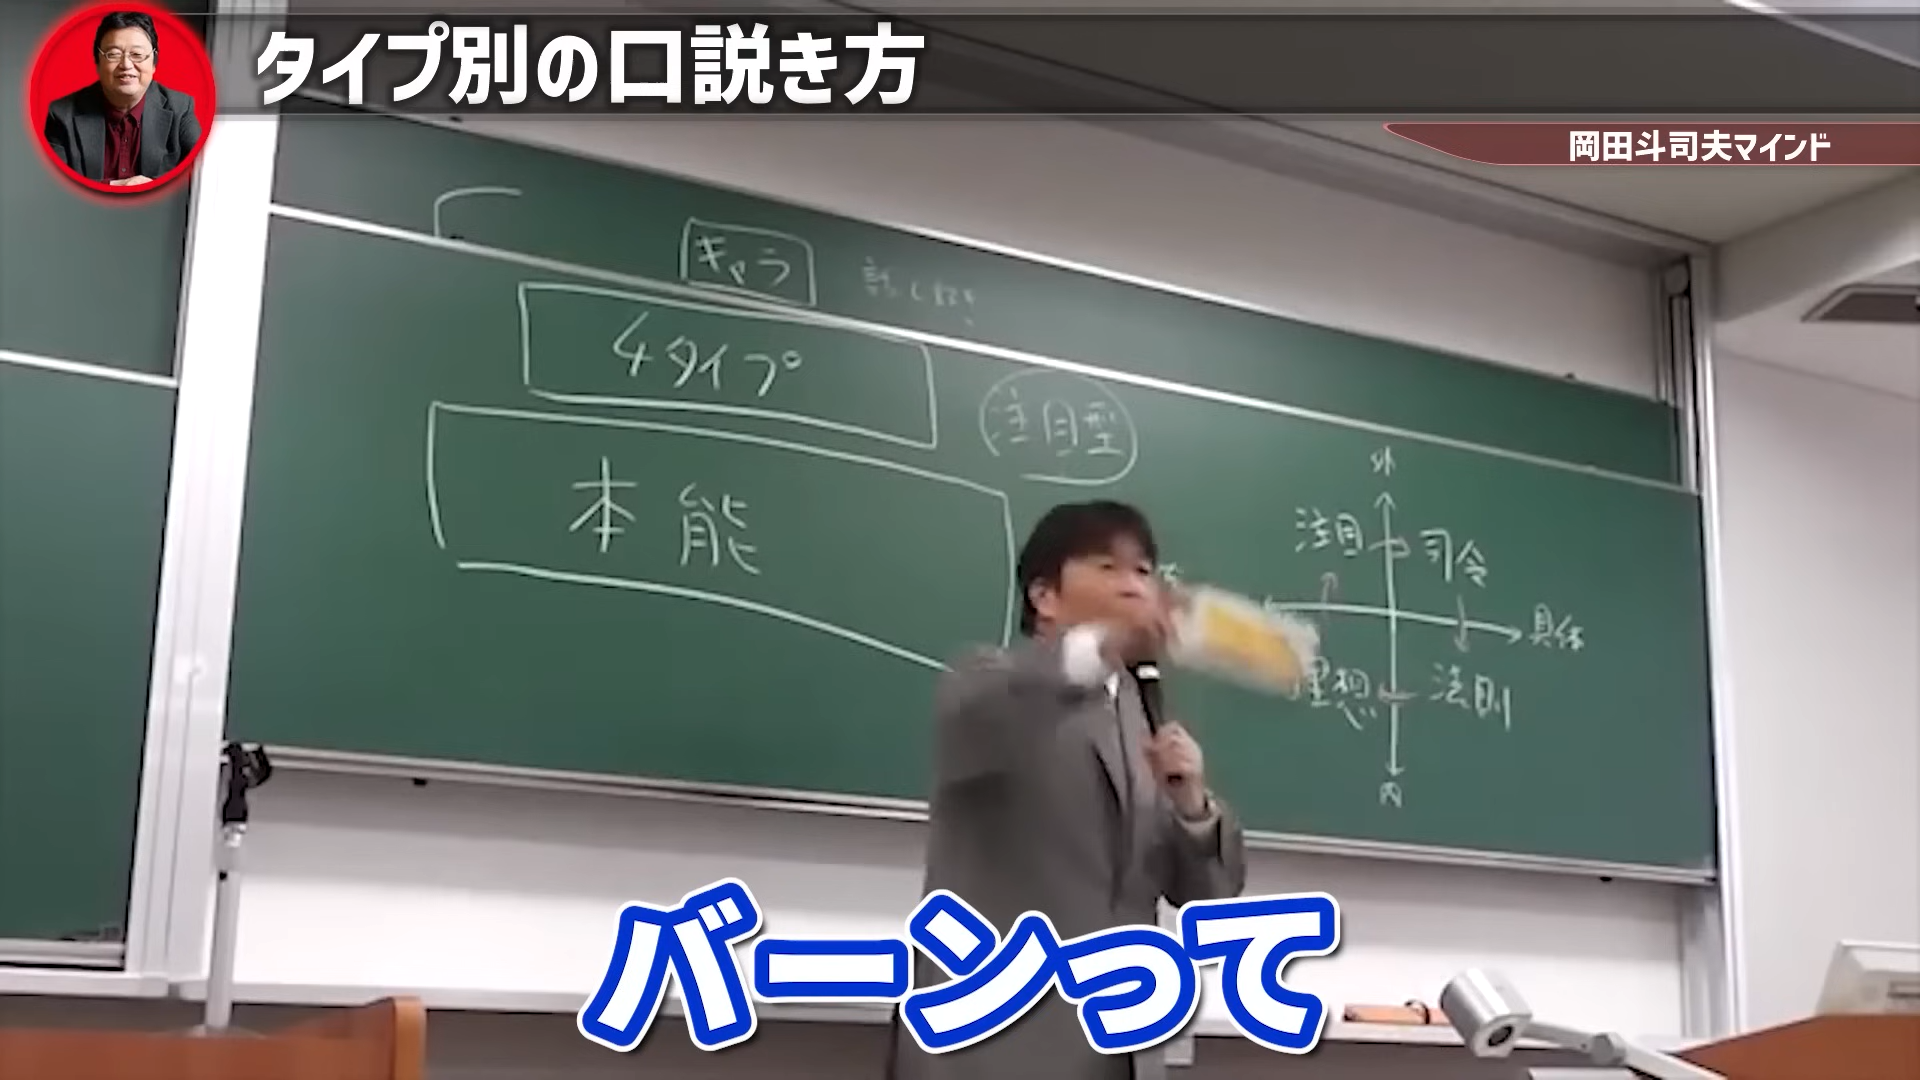 タイプ別の口説き方
岡田斗司夫マインド
キャラ
4タイプ
注目型
本能
外
注目
司令
具体
理想
法則
内
バーンって